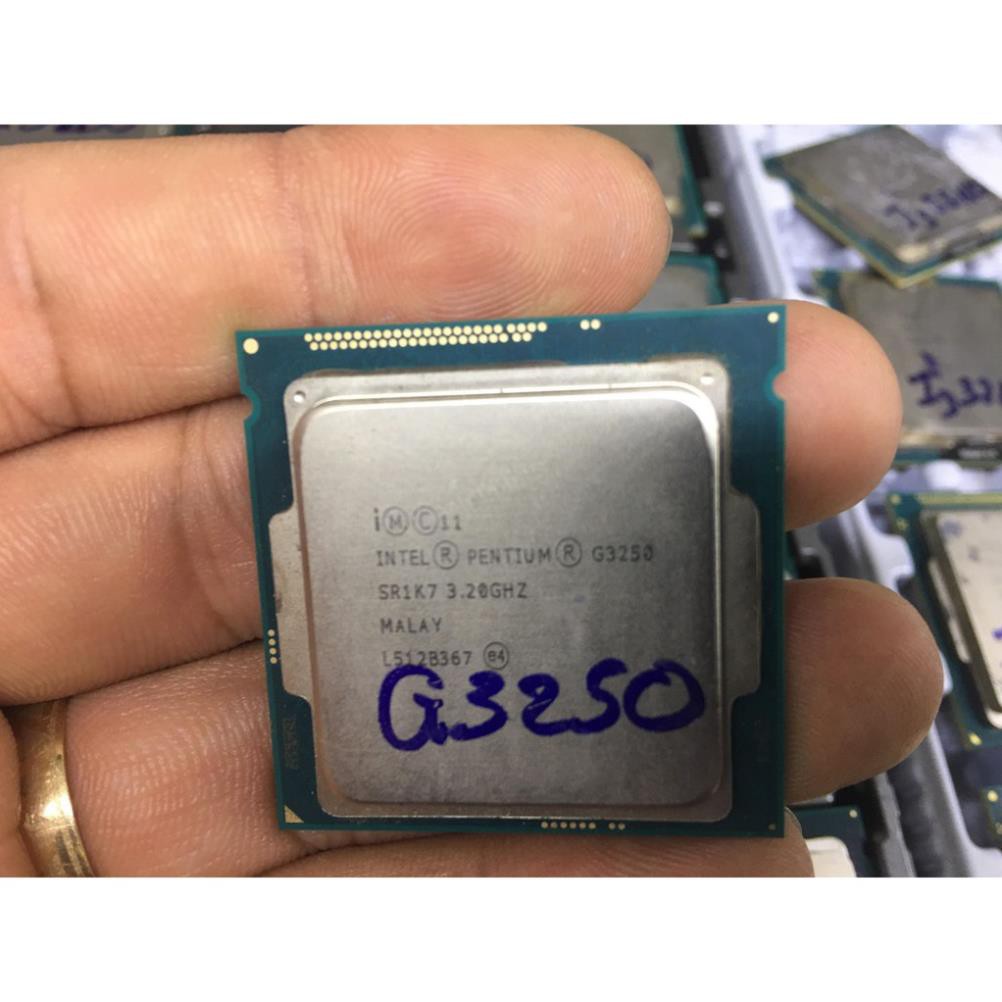 i Ⓜ Ⓒ 11
INTEL ® PENTIUM ® G3250
SR1K7 3.20GHZ
MALAY
L512B367 e4
G3250